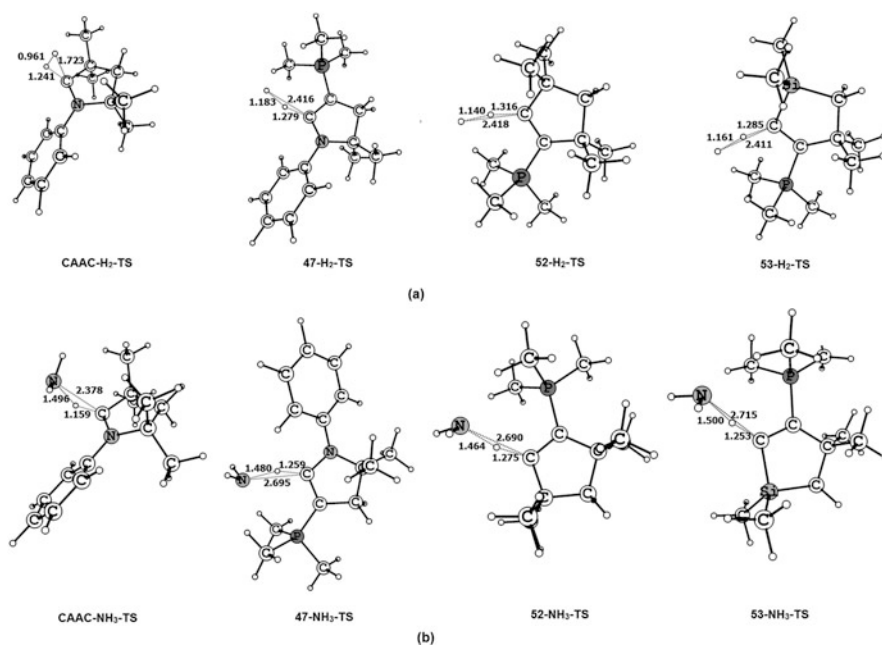 0.961
1.723
1.241
N
1.183
2.416
1.279
P
N
1.140
1.316
2.418
P
Si
1.161
1.285
2.411
P
CAAC-H₂-TS
47-H₂-TS
52-H₂-TS
53-H₂-TS
(a)
N
2.378
1.496
1.159
N
N
1.480
1.259
2.695
N
P
P
N
2.690
1.464
1.275
P
N
2.715
1.500
1.253
Si
CAAC-NH₃-TS
47-NH₃-TS
52-NH₃-TS
53-NH₃-TS
(b)